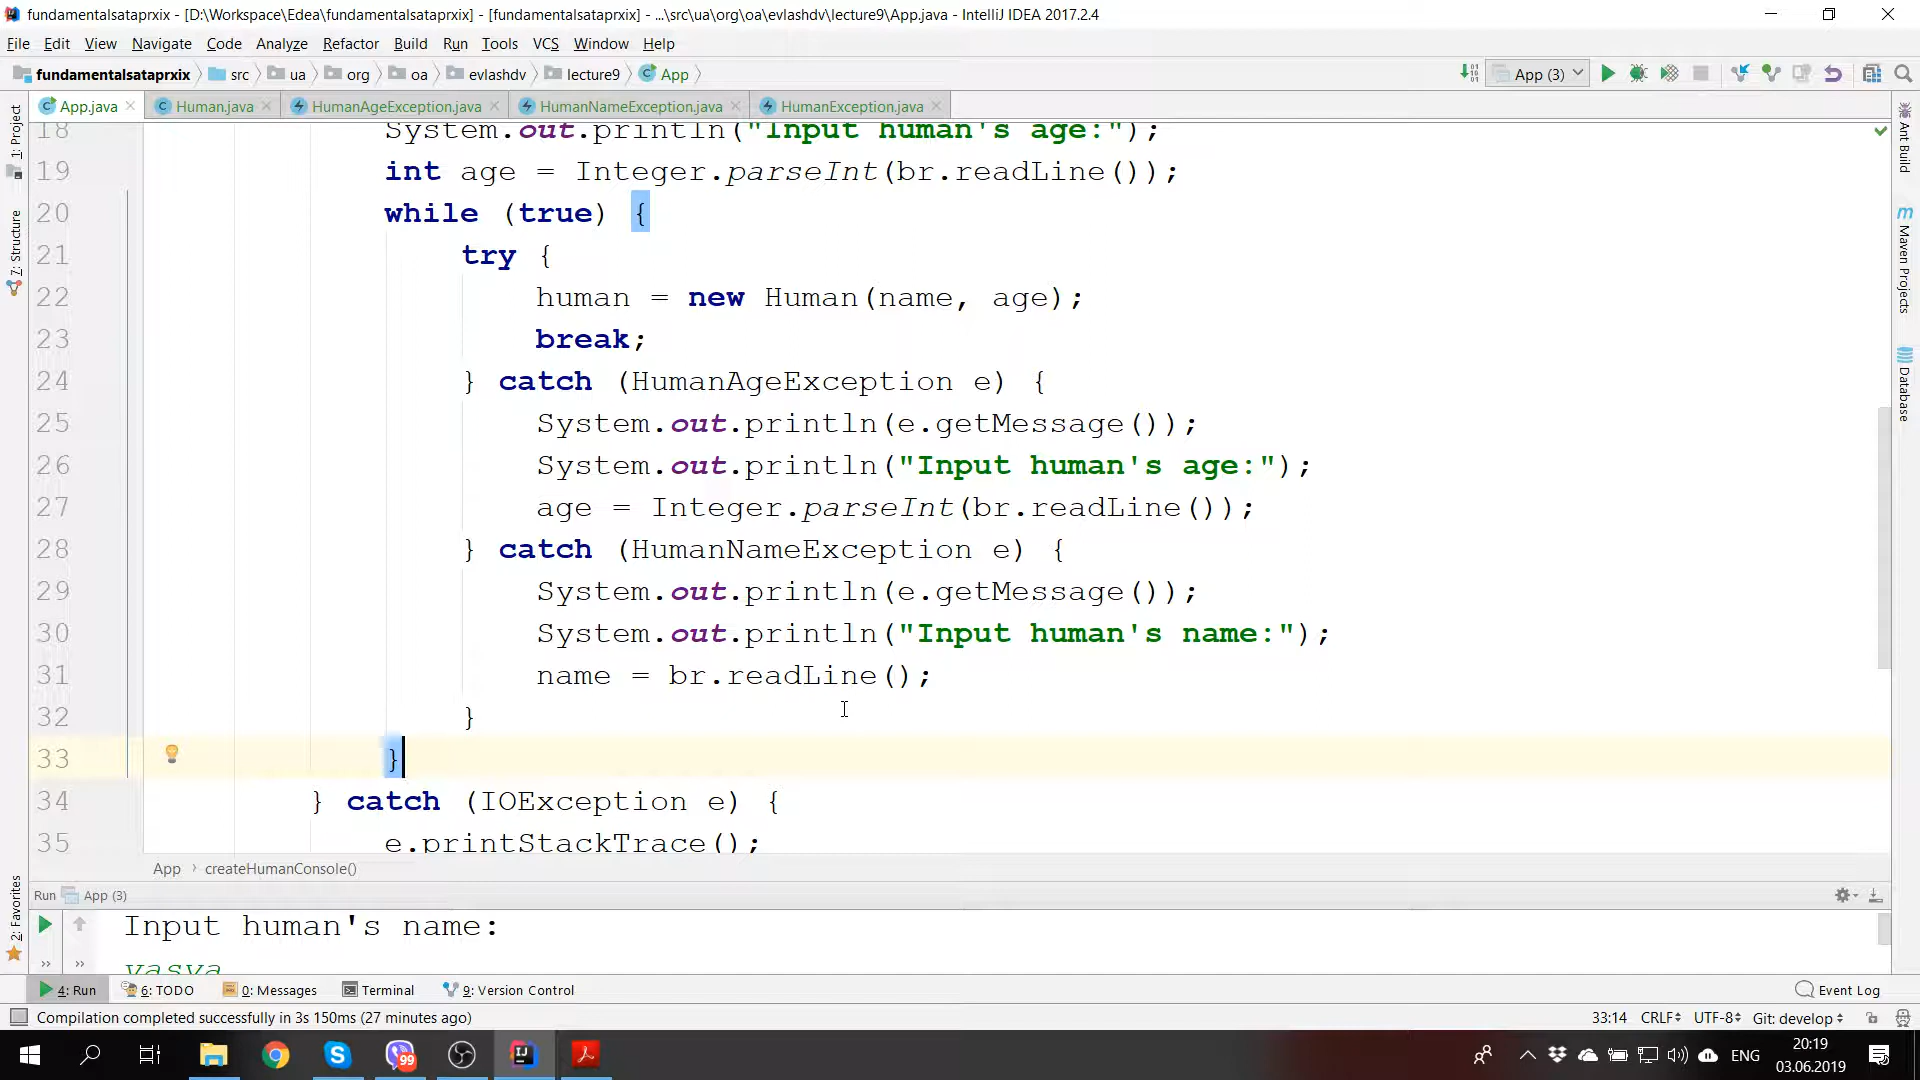 fundamentalsataprxix - [D:\Workspace\Edea\fundamentalsataprxix] - [fundamentalsataprxix] - ...\src\ua\org\oa\evlashdv\lecture9\App.java - IntelliJ IDEA 2017.2.4
File Edit View Navigate Code Analyze Refactor Build Run Tools VCS Window Help
fundamentalsataprxix src ua org oa evlashdv lecture9 App App (3)
App.java Human.java HumanAgeException.java HumanNameException.java HumanException.java
1: Project
7: Structure
2: Favorites
Ant Build
Maven Projects
Database
18 System.out.println("Input human's age:");
19 int age = Integer.parseInt(br.readLine());
20 while (true) {
21 try {
22 human = new Human(name, age);
23 break;
24 } catch (HumanAgeException e) {
25 System.out.println(e.getMessage());
26 System.out.println("Input human's age:");
27 age = Integer.parseInt(br.readLine());
28 } catch (HumanNameException e) {
29 System.out.println(e.getMessage());
30 System.out.println("Input human's name:");
31 name = br.readLine();
32 }
33 }
34 } catch (IOException e) {
35 e.printStackTrace();
App › createHumanConsole()
Run App (3)
Input human's name:
vasya
4: Run 6: TODO 0: Messages Terminal 9: Version Control Event Log
Compilation completed successfully in 3s 150ms (27 minutes ago) 33:14 CRLF UTF-8 Git: develop
99 ENG 20:19
03.06.2019